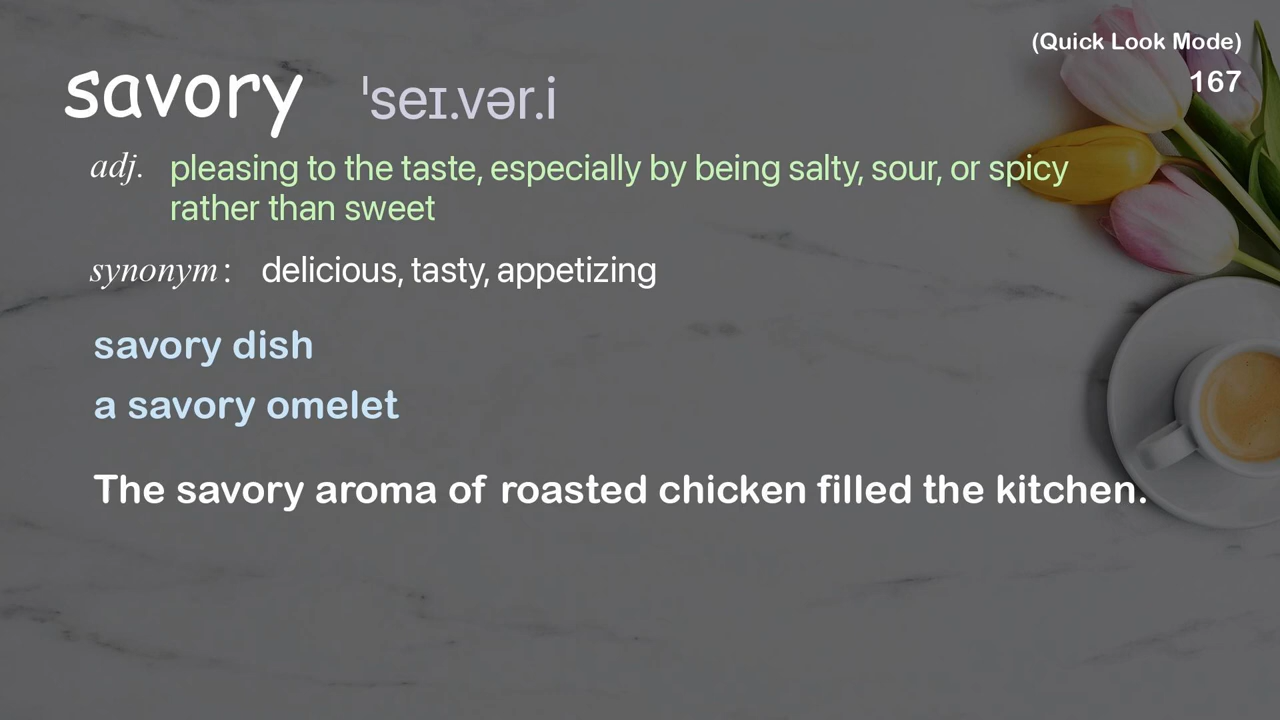 (Quick Look Mode)
savory ˈseɪ.vər.i
167
adj. pleasing to the taste, especially by being salty, sour, or spicy
rather than sweet
synonym: delicious, tasty, appetizing
savory dish
a savory omelet
The savory aroma of roasted chicken filled the kitchen.